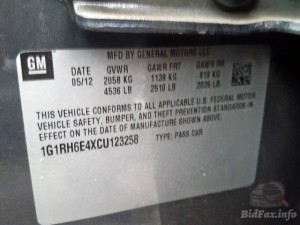 GM
MFD BY GENERAL MOTORS LLC
05/12 GVWR GAWR FRT GAWR RR
2058 KG 1139 KG 919 KG
4536 LB 2510 LB 2026 LB
THIS VEHICLE CONFORMS TO ALL APPLICABLE U.S. FEDERAL MOTOR
VEHICLE SAFETY, BUMPER, AND THEFT PREVENTION STANDARDS IN
EFFECT ON THE DATE OF MANUFACTURE SHOWN ABOVE.
1G1RH6E4XCU123258 TYPE: PASS CAR
BidFax.info